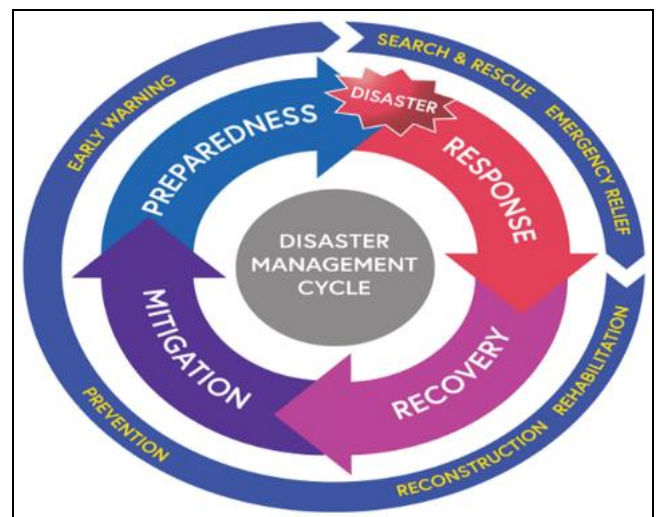 DISASTER
MANAGEMENT
CYCLE
PREPAREDNESS
DISASTER
RESPONSE
RECOVERY
MITIGATION
EARLY WARNING
SEARCH & RESCUE
EMERGENCY RELIEF
REHABILITATION
RECONSTRUCTION
PREVENTION